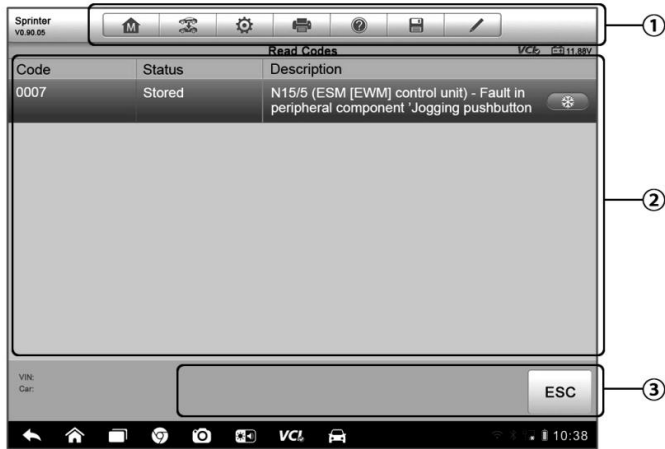 Sprinter
V0.90.05
M
①
Read Codes
VCI
11.88V
Code Status Description
0007 Stored N15/5 (ESM [EWM] control unit) - Fault in
peripheral component 'Jogging pushbutton
②
VIN:
Car:
ESC
③
VCI
10:38